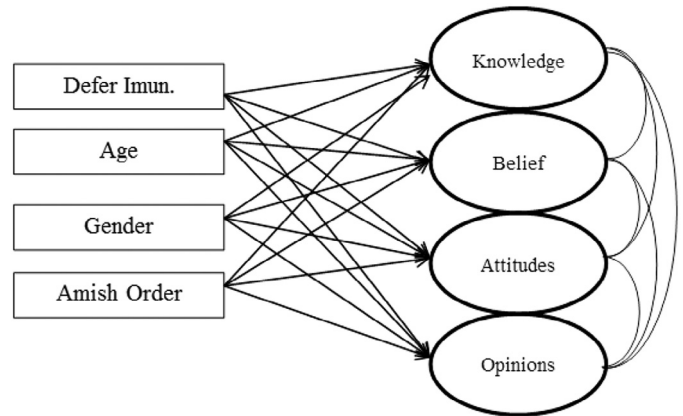 Defer Imun.
Age
Gender
Amish Order
Knowledge
Belief
Attitudes
Opinions